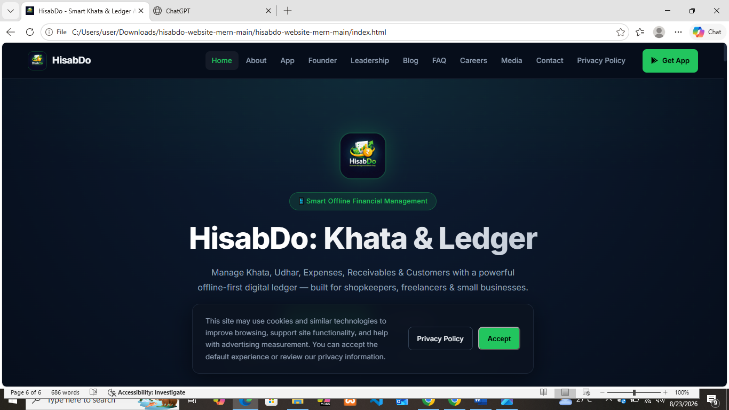 HisabDo - Smart Khata & Ledger
ChatGPT
File
C:/Users/user/Downloads/hisabdo-website-mern-main/hisabdo-website-mern-main/index.html
Chat
HisabDo
Home
About
App
Founder
Leadership
Blog
FAQ
Careers
Media
Contact
Privacy Policy
Get App
HisabDo
Smart Offline Financial Management
HisabDo: Khata & Ledger
Manage Khata, Udhar, Expenses, Receivables & Customers with a powerful
offline-first digital ledger — built for shopkeepers, freelancers & small businesses.
This site may use cookies and similar technologies to
improve browsing, support site functionality, and help
with advertising measurement. You can accept the
default experience or review our privacy information.
Privacy Policy
Accept
Page 6 of 6
686 words
Accessibility: Investigate
100%
Type here to search
27°C
8/23/2026